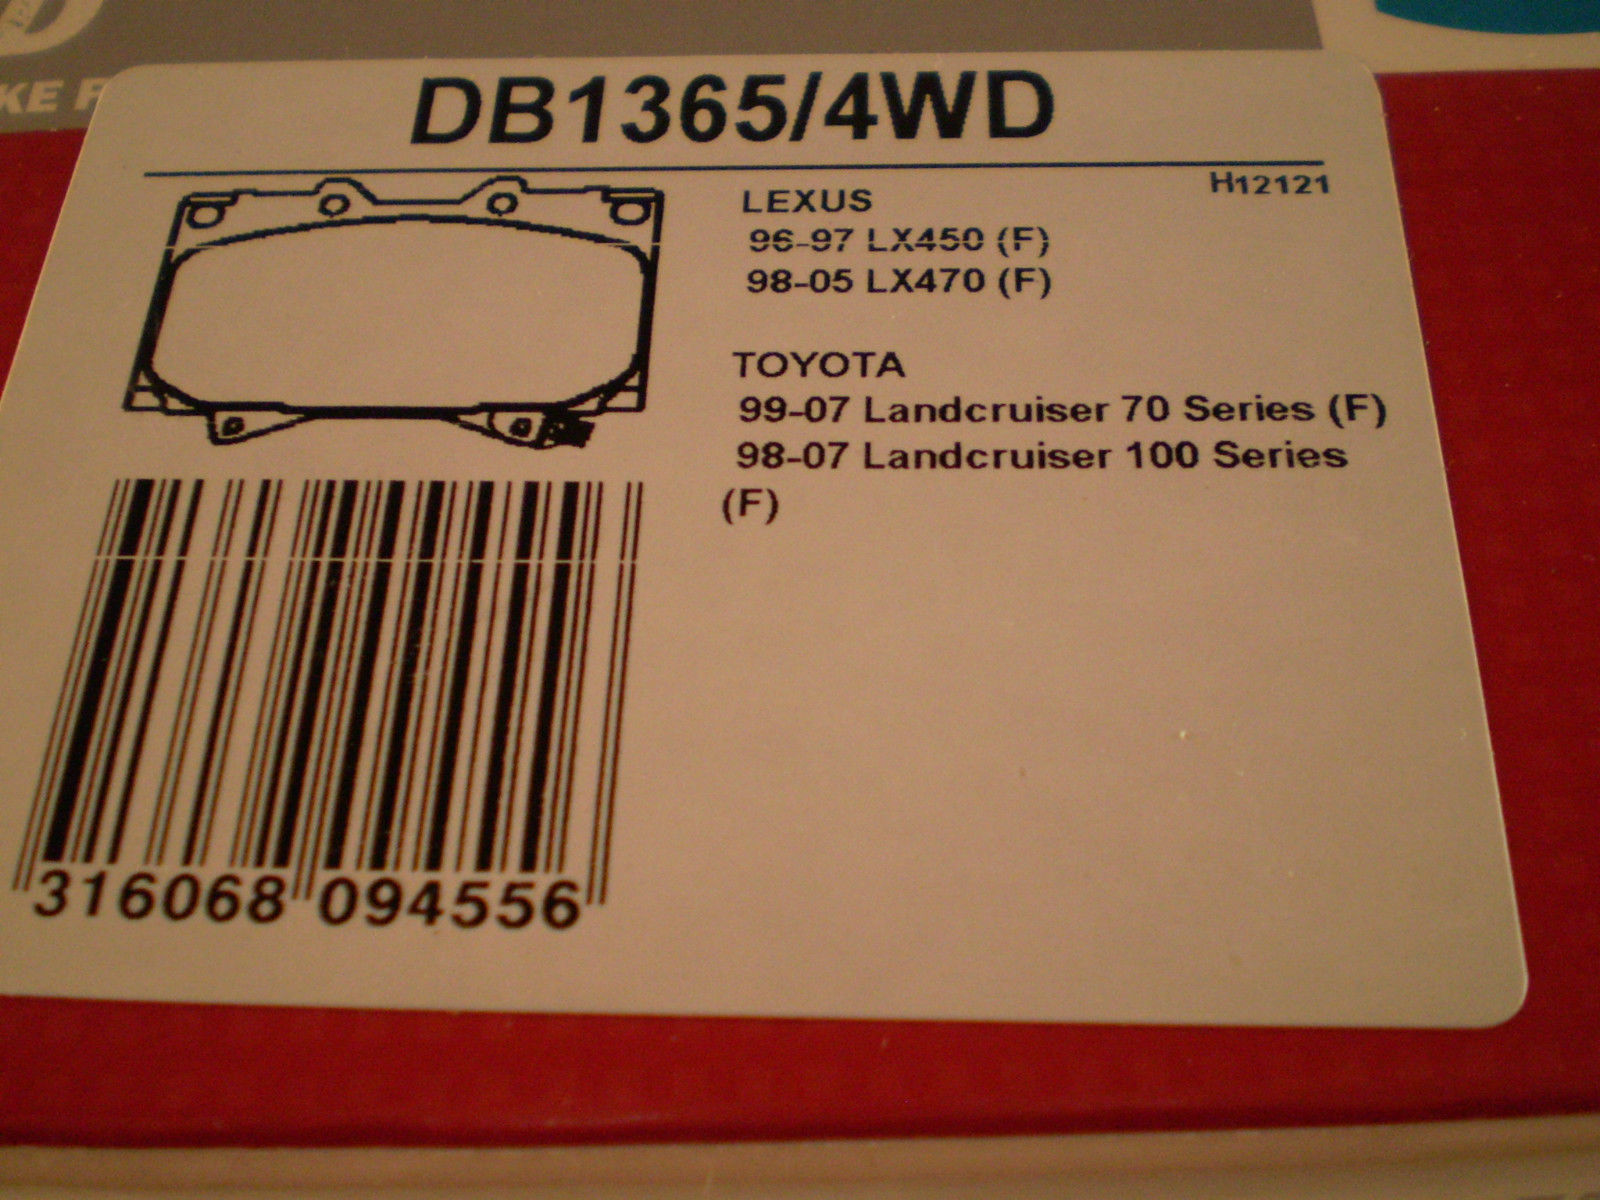 KE F
DB1365/4WD
H12121
LEXUS
96-97 LX450 (F)
98-05 LX470 (F)
TOYOTA
99-07 Landcruiser 70 Series (F)
98-07 Landcruiser 100 Series
(F)
316068 094556